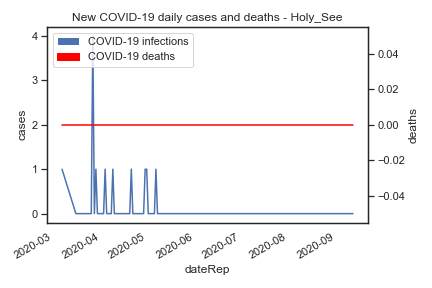 New COVID-19 daily cases and deaths - Holy_See
COVID-19 infections
COVID-19 deaths
cases
4
3
2
1
0
deaths
0.04
0.02
0.00
−0.02
−0.04
2020-03
2020-04
2020-05
2020-06
2020-07
2020-08
2020-09
dateRep